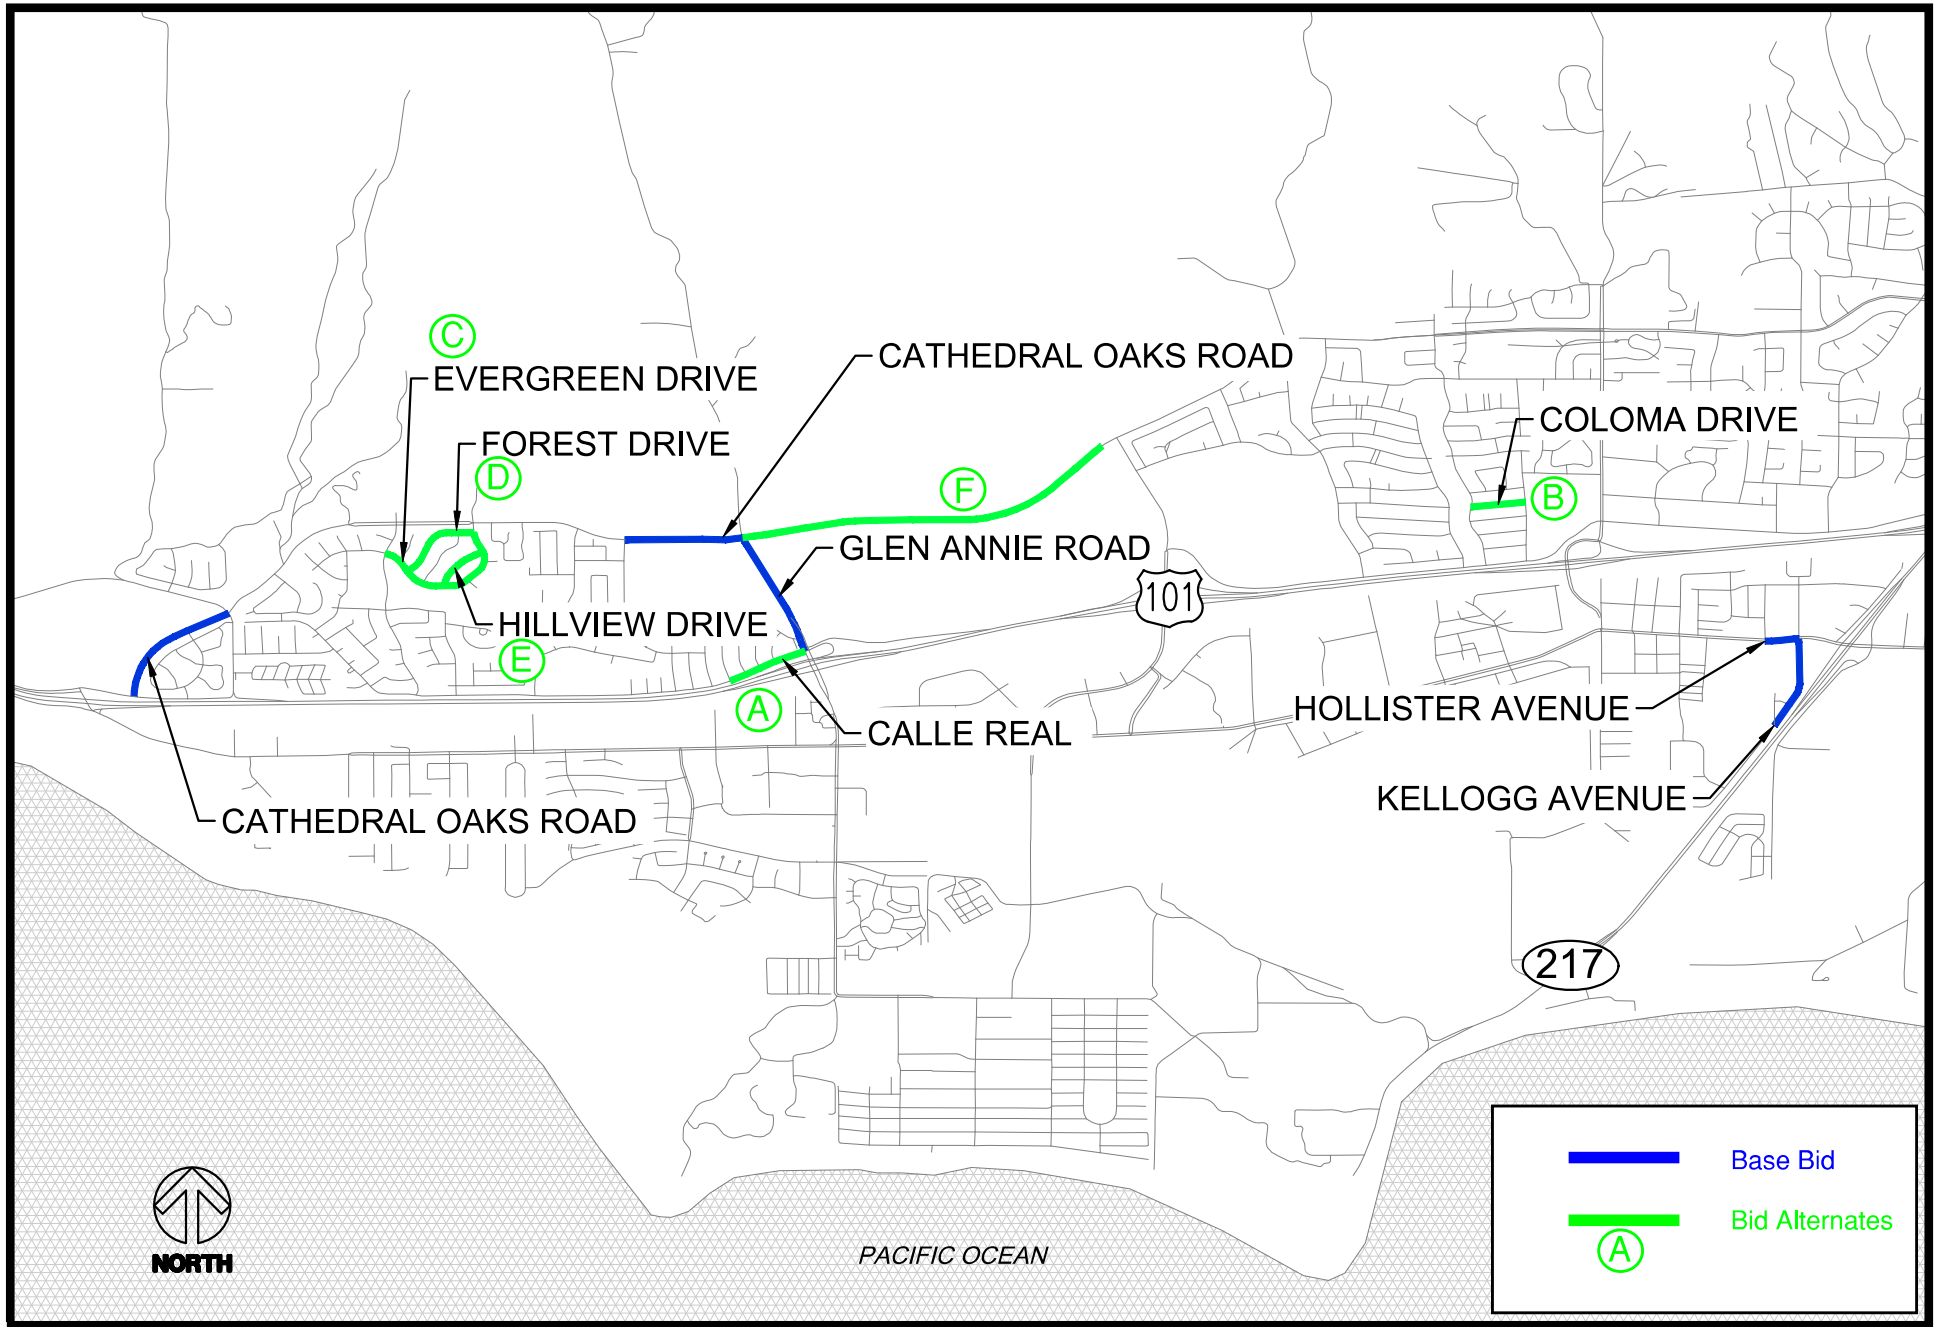 C
EVERGREEN DRIVE
CATHEDRAL OAKS ROAD
FOREST DRIVE
D
COLOMA DRIVE
F
B
GLEN ANNIE ROAD
101
HILLVIEW DRIVE
E
A
CALLE REAL
HOLLISTER AVENUE
KELLOGG AVENUE
CATHEDRAL OAKS ROAD
217
Base Bid
Bid Alternates
A
NORTH
PACIFIC OCEAN